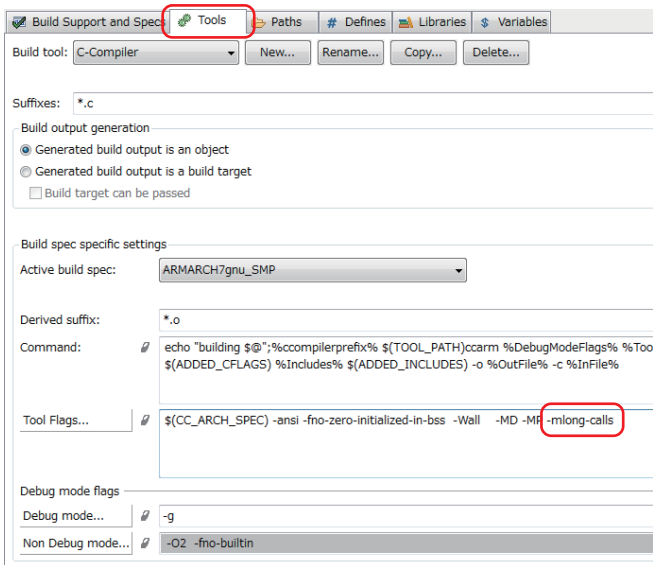 Build Support and Specs Tools Paths # Defines Libraries $ Variables
Build tool: C-Compiler New... Rename... Copy... Delete...
Suffixes: *.c
Build output generation
Generated build output is an object
Generated build output is a build target
Build target can be passed
Build spec specific settings
Active build spec: ARMARCH7gnu_SMP
Derived suffix: *.o
Command: echo "building $@";%ccompilerprefix% $(TOOL_PATH)ccarm %DebugModeFlags% %Too
$(ADDED_CFLAGS) %Includes% $(ADDED_INCLUDES) -o %OutFile% -c %InFile%
Tool Flags... $(CC_ARCH_SPEC) -ansi -fno-zero-initialized-in-bss -Wall -MD -MP -mlong-calls
Debug mode flags
Debug mode... -g
Non Debug mode... -O2 -fno-builtin